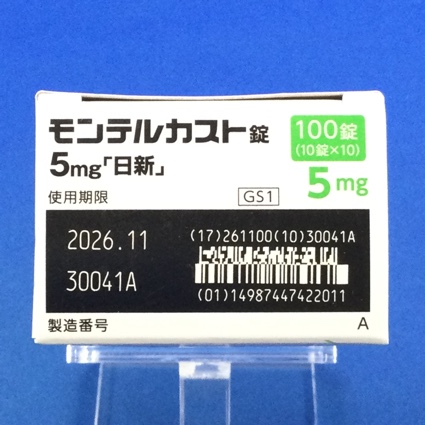 モンテルカスト錠
5mg「日新」
100錠
(10錠×10)
5mg
使用期限
GS1
2026.11
(17)261100(10)30041A
30041A
(01)14987447422011
製造番号
A